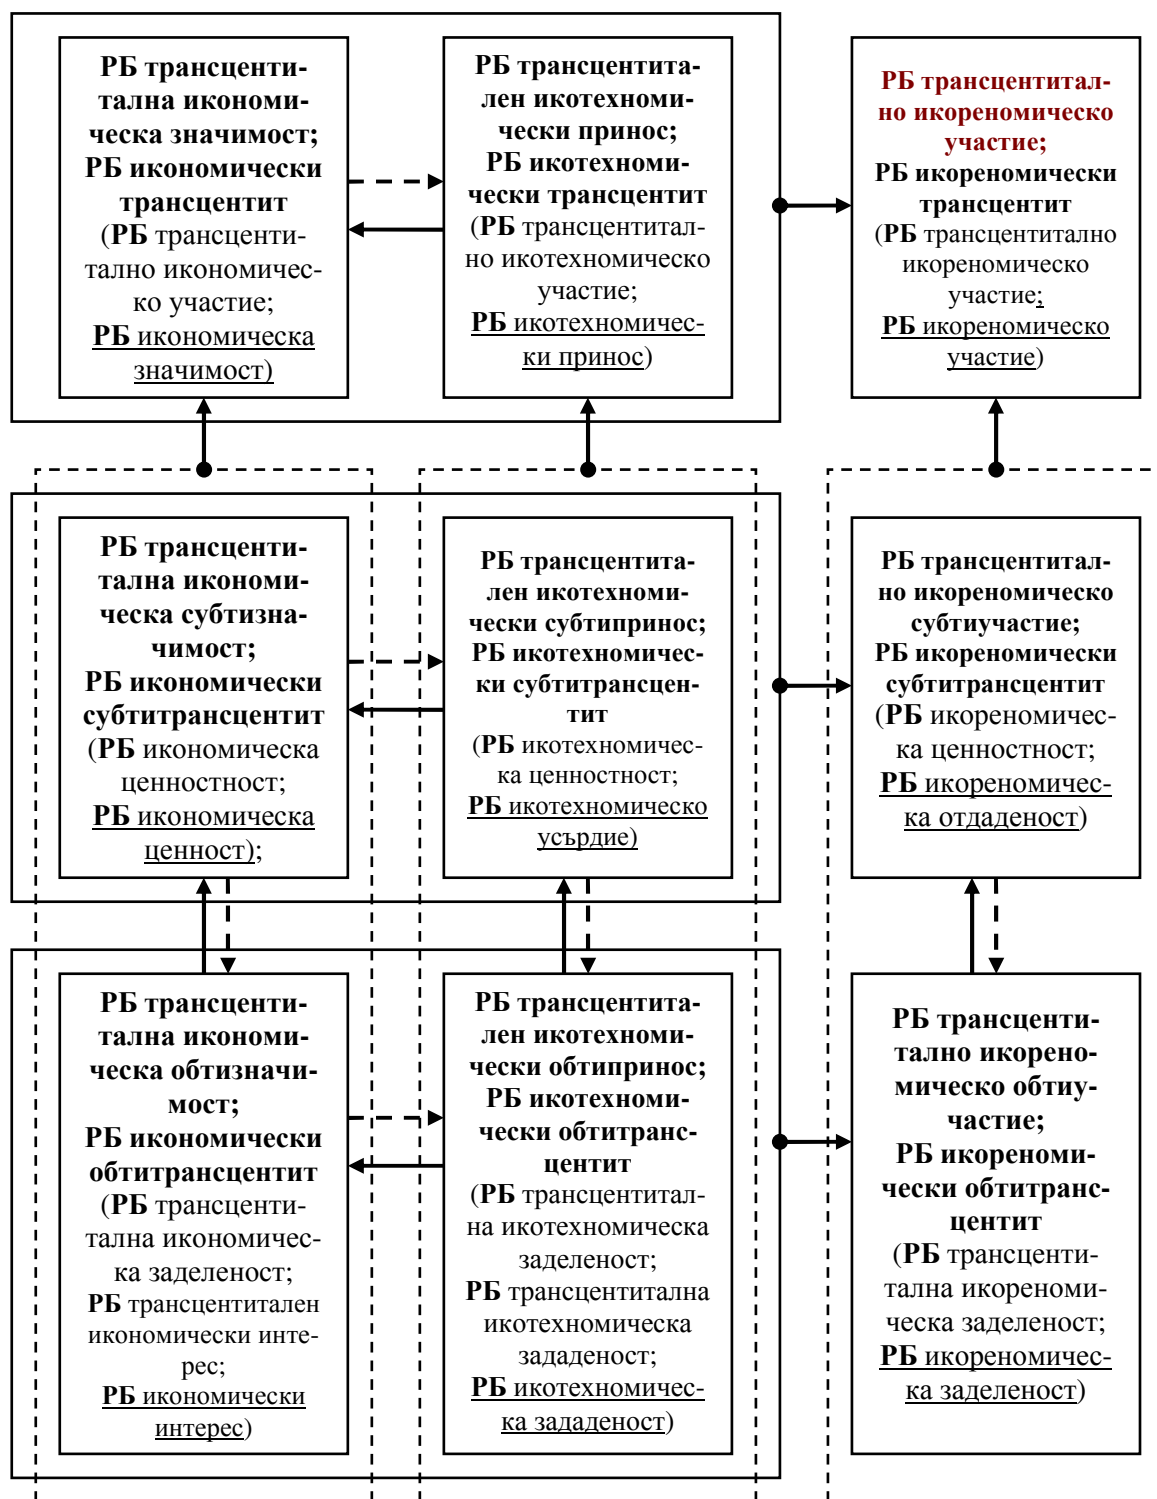 РБ трансценти-
тална икономи-
ческа значимост;
РБ икономически
трансцентит
(РБ трансценти-
тално икономичес-
ко участие;
РБ икономическа
значимост)
РБ трансцентита-
лен икотехноми-
чески принос;
РБ икотехноми-
чески трансцентит
(РБ трансцентитал-
но икотехномическо
участие;
РБ икотехномичес-
ки принос)
РБ трансцентитал-
но икореномическо
участие;
РБ икореномически
трансцентит
(РБ трансцентитално
икореномическо
участие;
РБ икореномическо
участие)
РБ трансценти-
тална икономи-
ческа субтизна-
чимост;
РБ икономически
субтитрансцентит
(РБ икономическа
ценностност;
РБ икономическа
ценност);
РБ трансцентита-
лен икотехноми-
чески субтипринос;
РБ икотехномичес-
ки субтитрансцен-
тит
(РБ икотехномичес-
ка ценностност;
РБ икотехномическо
усърдие)
РБ трансцентитал-
но икореномическо
субтиучастие;
РБ икореномически
субтитрансцентит
(РБ икореномичес-
ка ценностност;
РБ икореномичес-
ка отдаденост)
РБ трансценти-
тална икономи-
ческа обтизначи-
мост;
РБ икономически
обтитрансцентит
(РБ трансценти-
тална икономичес-
ка заделеност;
РБ трансцентитален
икономически инте-
рес;
РБ икономически
интерес)
РБ трансцентита-
лен икотехноми-
чески обтипринос;
РБ икотехноми-
чески обтитранс-
центит
(РБ трансцентитал-
на икотехномическа
заделеност;
РБ трансцентитална
икотехномическа
зададеност;
РБ икотехномичес-
ка зададеност)
РБ трансценти-
тално икорено-
мическо обтиу-
частие;
РБ икореноми-
чески обтитранс-
центит
(РБ трансценти-
тална икореноми-
ческа заделеност;
РБ икореномичес-
ка заделеност)